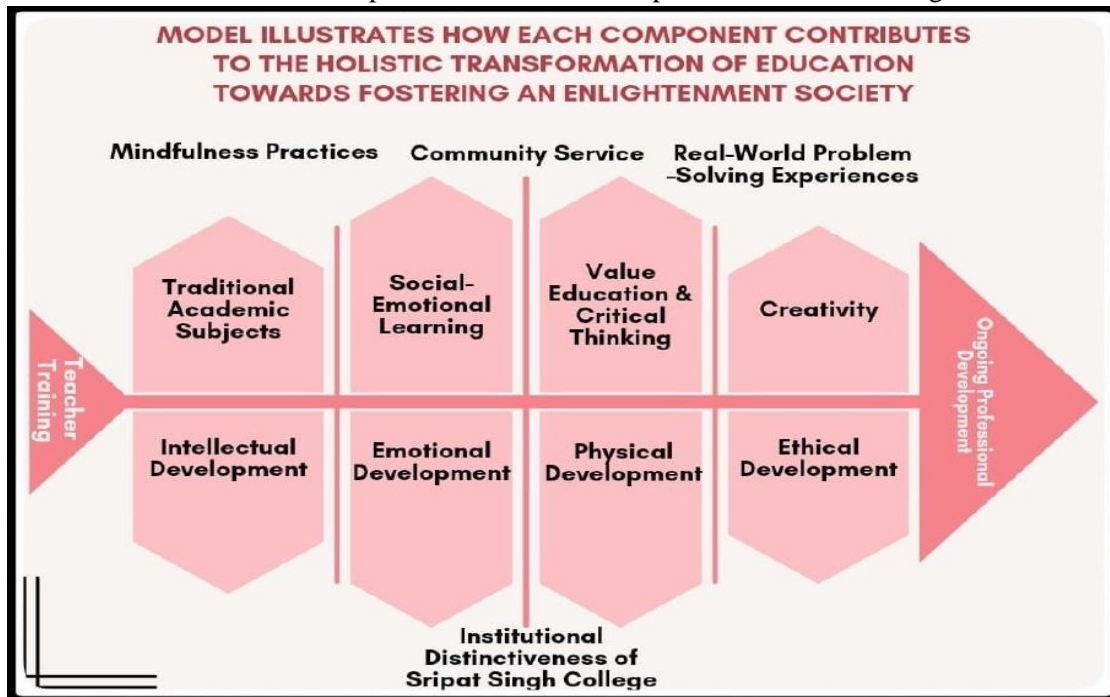 MODEL ILLUSTRATES HOW EACH COMPONENT CONTRIBUTES
TO THE HOLISTIC TRANSFORMATION OF EDUCATION
TOWARDS FOSTERING AN ENLIGHTENMENT SOCIETY
Mindfulness Practices
Community Service
Real-World Problem
-Solving Experiences
Traditional
Academic
Subjects
Social-
Emotional
Learning
Value
Education &
Critical
Thinking
Creativity
Teacher
Training
Ongoing Professional
Development
Intellectual
Development
Emotional
Development
Physical
Development
Ethical
Development
Institutional
Distinctiveness of
Sripat Singh College